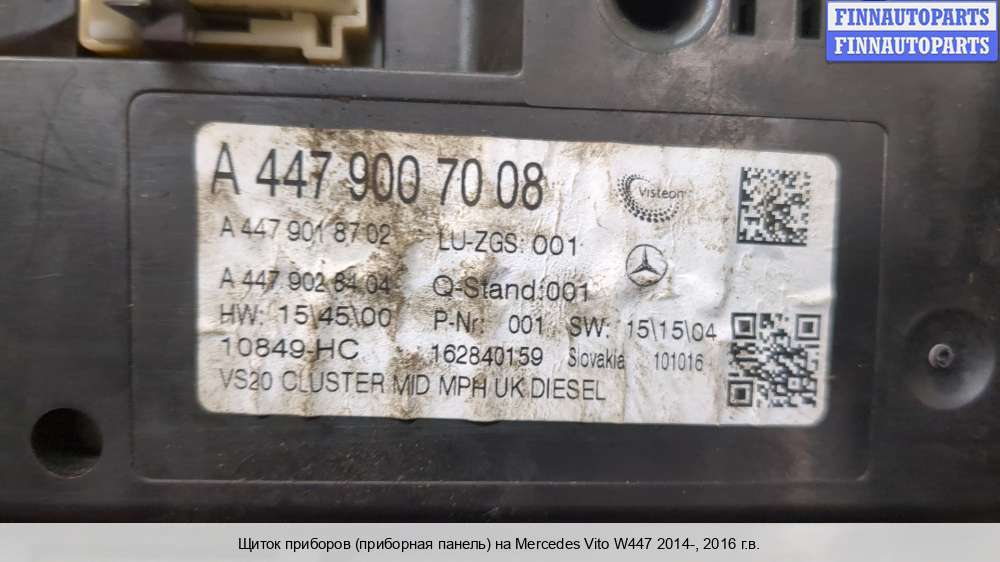 FINNAUTOPARTS
FINNAUTOPARTS
A 447 900 70 08
Visteon
A 447 901 87 02
LU-ZGS: 001
A 447 902 84 04
Q-Stand:001
HW: 15\45\00
P-Nr: 001
SW: 15\15\04
10849-HC
162840159
Slovakia
101016
VS20 CLUSTER MID MPH UK DIESEL
Щиток приборов (приборная панель) на Mercedes Vito W447 2014-, 2016 г.в.